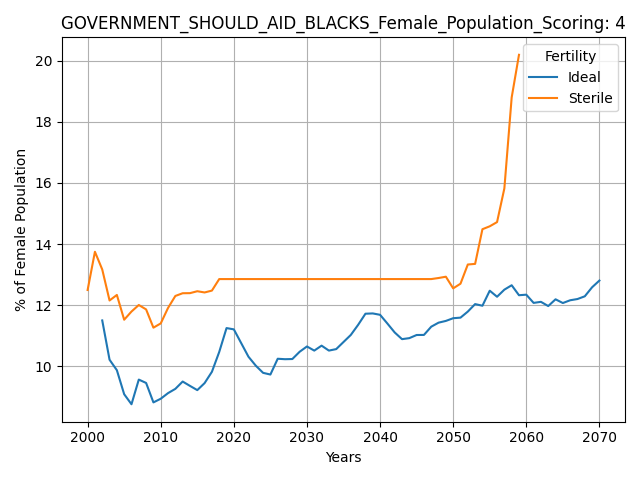 GOVERNMENT_SHOULD_AID_BLACKS_Female_Population_Scoring: 4
Fertility
Ideal
Sterile
% of Female Population
20
18
16
14
12
10
2000 2010 2020 2030 2040 2050 2060 2070
Years